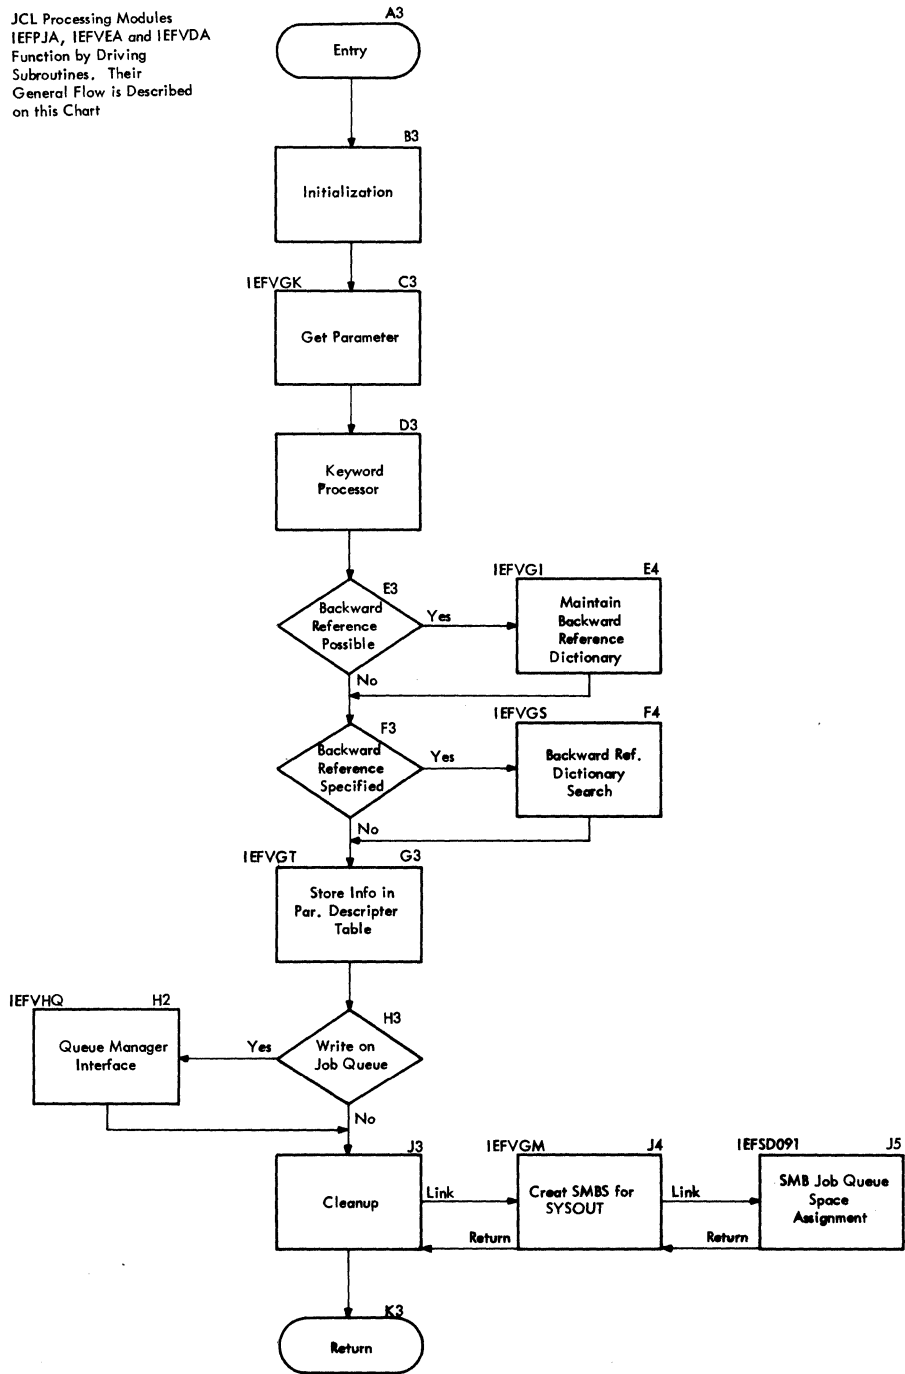 JCL Processing Modules
IEFPJA, IEFVEA and IEFVDA
Function by Driving
Subroutines. Their
General Flow is Described
on this Chart
A3
Entry
B3
Initialization
IEFVGK
C3
Get Parameter
D3
Keyword
Processor
E3
Backward
Reference
Possible
Yes
No
IEFVGI
E4
Maintain
Backward
Reference
Dictionary
F3
Backward
Reference
Specified
Yes
No
IEFVGS
F4
Backward Ref.
Dictionary
Search
IEFVGT
G3
Store Info in
Par. Descripter
Table
H3
Write on
Job Queue
Yes
No
IEFVHQ
H2
Queue Manager
Interface
J3
Cleanup
Link
Return
IEFVGM
J4
Creat SMBS for
SYSOUT
Link
Return
IEFSD091
J5
SMB Job Queue
Space
Assignment
K3
Return